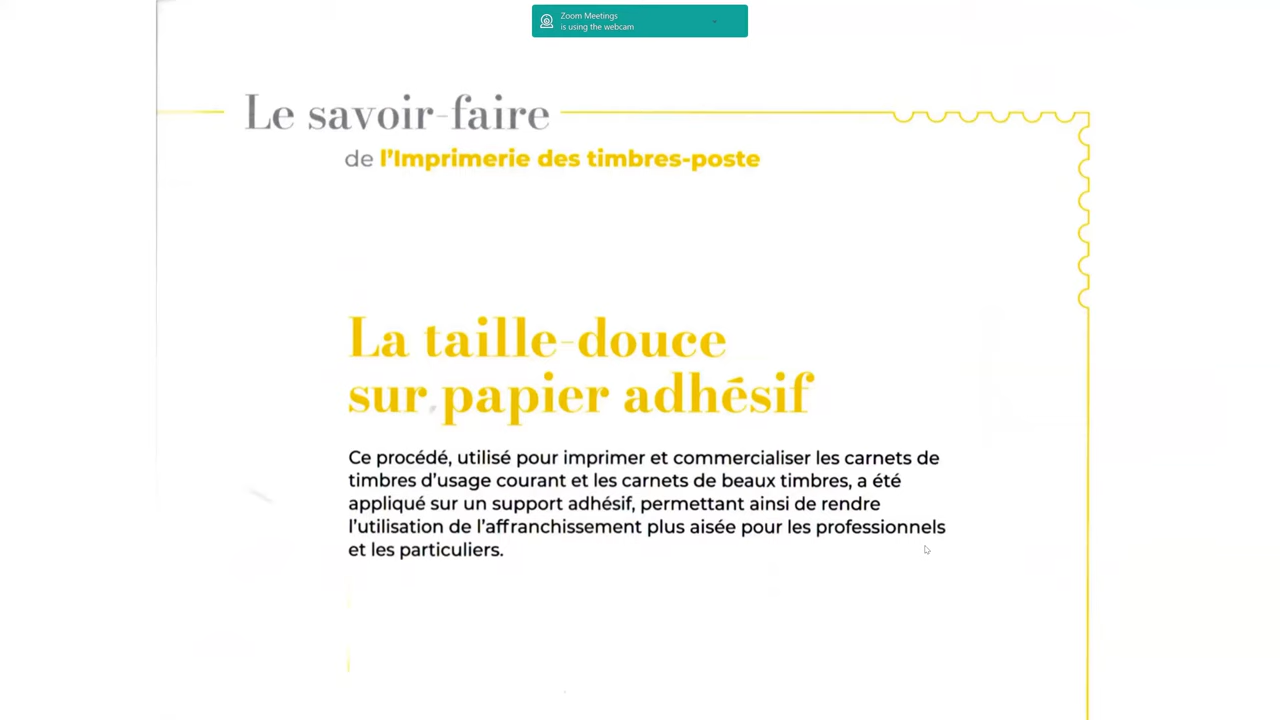 Zoom Meetings
is using the webcam
Le savoir-faire
de l'Imprimerie des timbres-poste
La taille-douce
sur papier adhésif
Ce procédé, utilisé pour imprimer et commercialiser les carnets de
timbres d'usage courant et les carnets de beaux timbres, a été
appliqué sur un support adhésif, permettant ainsi de rendre
l'utilisation de l'affranchissement plus aisée pour les professionnels
et les particuliers.